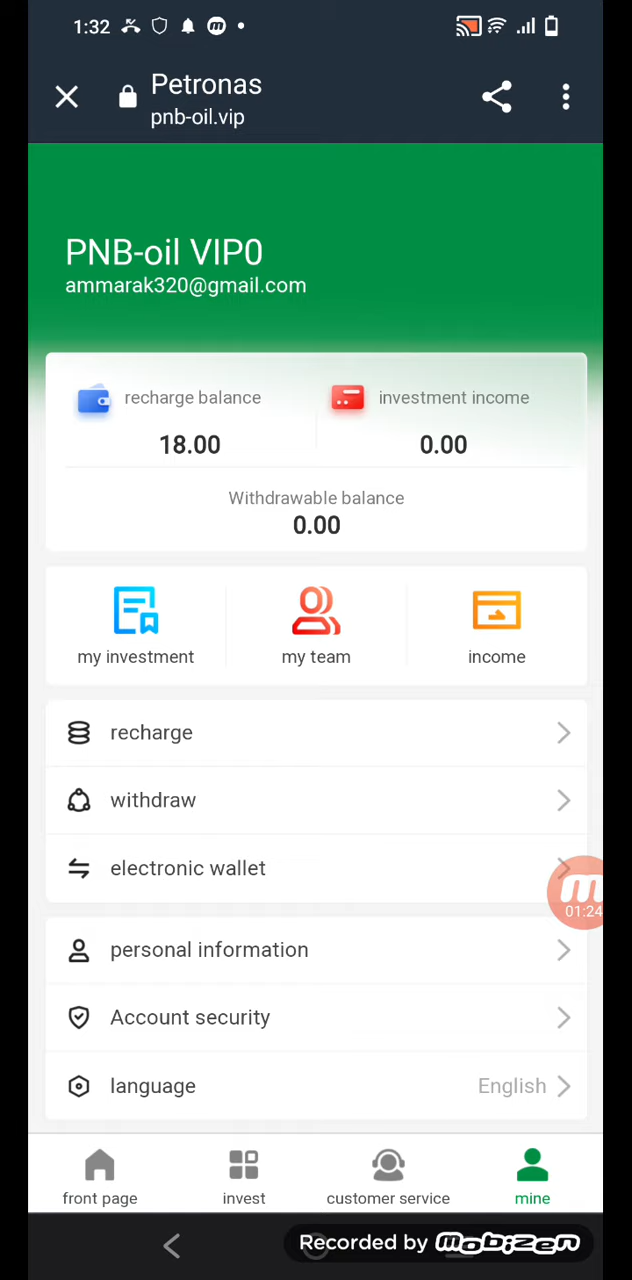 1:32
Petronas
pnb-oil.vip
PNB-oil VIP0
ammarak320@gmail.com
recharge balance
investment income
18.00
0.00
Withdrawable balance
0.00
my investment
my team
income
recharge
withdraw
electronic wallet
01:24
personal information
Account security
language
English
front page
invest
customer service
mine
Recorded by mobizen